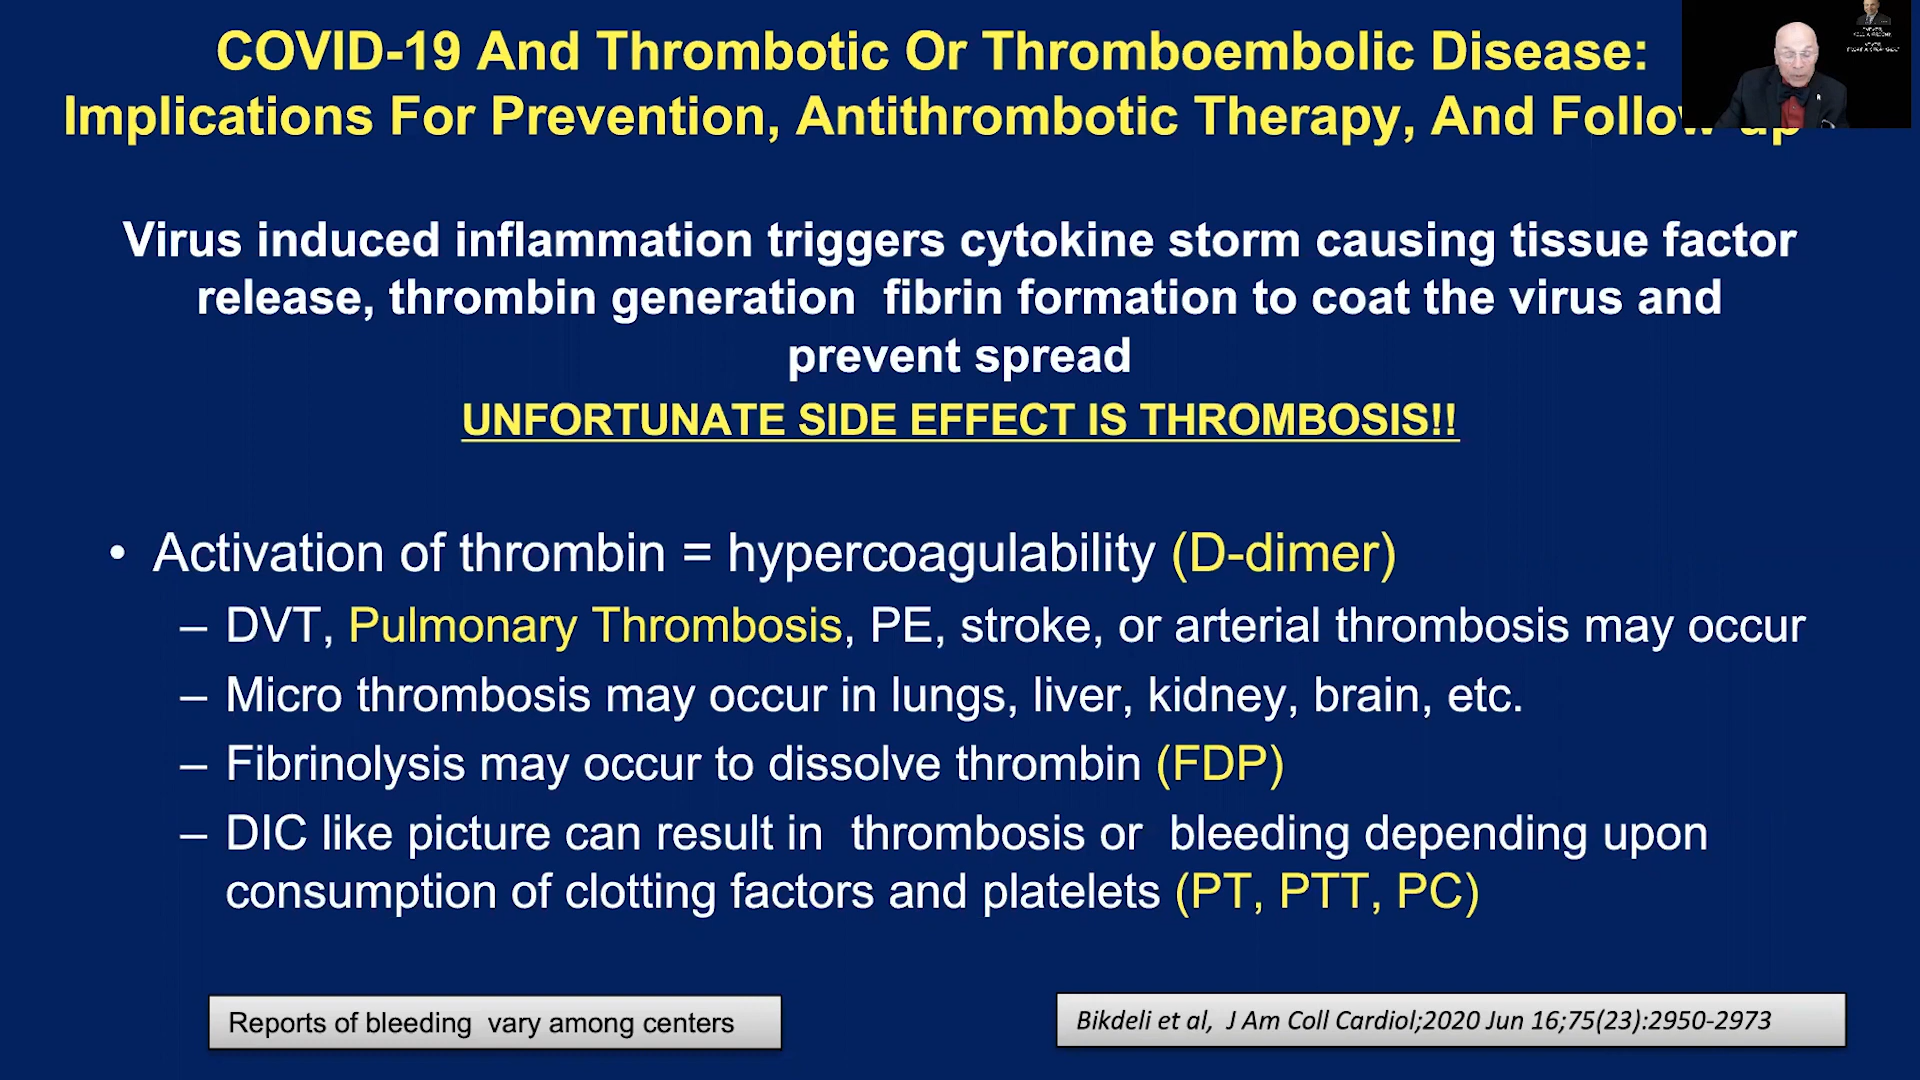 COVID-19 And Thrombotic Or Thromboembolic Disease:
Implications For Prevention, Antithrombotic Therapy, And Follow-up
Virus induced inflammation triggers cytokine storm causing tissue factor
release, thrombin generation fibrin formation to coat the virus and
prevent spread
UNFORTUNATE SIDE EFFECT IS THROMBOSIS!!
• Activation of thrombin = hypercoagulability (D-dimer)
– DVT, Pulmonary Thrombosis, PE, stroke, or arterial thrombosis may occur
– Micro thrombosis may occur in lungs, liver, kidney, brain, etc.
– Fibrinolysis may occur to dissolve thrombin (FDP)
– DIC like picture can result in thrombosis or bleeding depending upon
consumption of clotting factors and platelets (PT, PTT, PC)
Reports of bleeding vary among centers
Bikdeli et al, J Am Coll Cardiol;2020 Jun 16;75(23):2950-2973